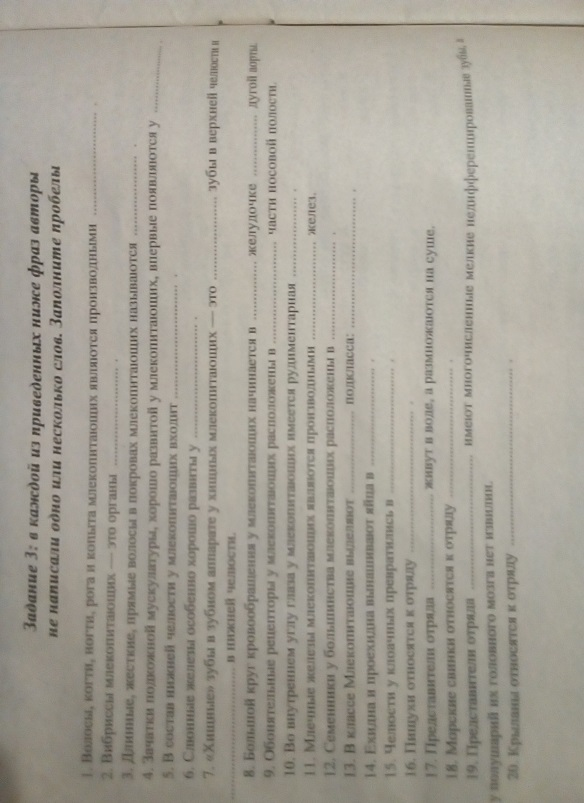 Задание 3: в каждой из приведенных ниже фраз авторы
не написали одно или несколько слов. Заполните пробелы
1. Волосы, когти, ногти, рога и копыта млекопитающих являются производными .................... .
2. Вибриссы млекопитающих — это органы .................... .
3. Длинные, жесткие, прямые волосы в покровах млекопитающих называются .................... .
4. Зачатки подкожной мускулатуры, хорошо развитой у млекопитающих, впервые появляются у .................... .
5. В состав нижней челюсти у млекопитающих входит .................... .
6. Слюнные железы особенно хорошо развиты у .................... .
7. «Хищные» зубы в зубном аппарате у хищных млекопитающих — это .................... зубы в верхней челюсти и
.................... в нижней челюсти.
8. Большой круг кровообращения у млекопитающих начинается в ............ желудочке ............ дугой аорты.
9. Обонятельные рецепторы у млекопитающих расположены в .................... части носовой полости.
10. Во внутреннем углу глаза у млекопитающих имеется рудиментарная .................... .
11. Млечные железы млекопитающих являются производными .................... желез.
12. Семенники у большинства млекопитающих расположены в .................... .
13. В классе Млекопитающие выделяют ............ подкласса: .................... .
14. Ехидна и проехидна вынашивают яйца в .................... .
15. Челюсти у клоачных превратились в .................... .
16. Пищухи относятся к отряду .................... .
17. Представители отряда .................... живут в воде, а размножаются на суше.
18. Морские свинки относятся к отряду .................... .
19. Представители отряда .................... имеют многочисленные мелкие недифференцированные зубы, а
у полушарий их головного мозга нет извилин.
20. Крыланы относятся к отряду .................... .